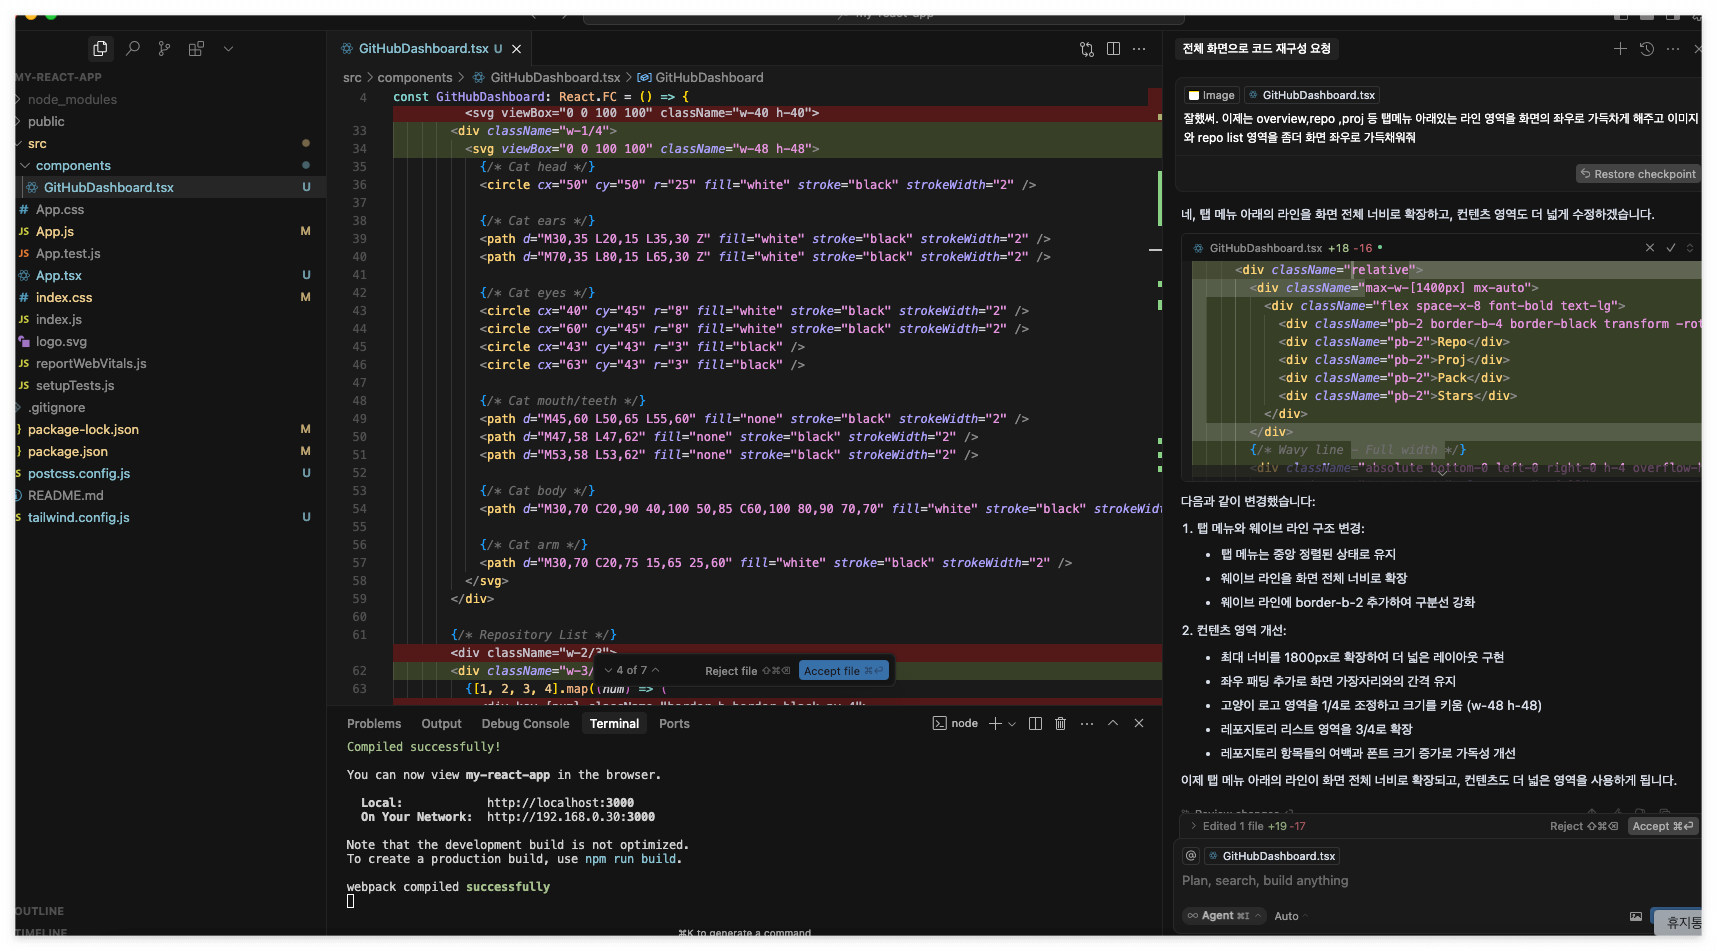 MY-REACT-APP
node_modules
public
src
components
GitHubDashboard.tsx U
# App.css
JS App.js M
JS App.test.js
App.tsx U
# index.css M
JS index.js
logo.svg
JS reportWebVitals.js
JS setupTests.js
.gitignore
package-lock.json M
package.json M
postcss.config.js U
README.md
tailwind.config.js U
OUTLINE
TIMELINE
my-react-app
GitHubDashboard.tsx U
src > components > GitHubDashboard.tsx > GitHubDashboard
4 const GitHubDashboard: React.FC = () => {
<svg viewBox="0 0 100 100" className="w-40 h-40">
33 <div className="w-1/4">
34 <svg viewBox="0 0 100 100" className="w-48 h-48">
35 {/* Cat head */}
36 <circle cx="50" cy="50" r="25" fill="white" stroke="black" strokeWidth="2" />
37
38 {/* Cat ears */}
39 <path d="M30,35 L20,15 L35,30 Z" fill="white" stroke="black" strokeWidth="2" />
40 <path d="M70,35 L80,15 L65,30 Z" fill="white" stroke="black" strokeWidth="2" />
41
42 {/* Cat eyes */}
43 <circle cx="40" cy="45" r="8" fill="white" stroke="black" strokeWidth="2" />
44 <circle cx="60" cy="45" r="8" fill="white" stroke="black" strokeWidth="2" />
45 <circle cx="43" cy="43" r="3" fill="black" />
46 <circle cx="63" cy="43" r="3" fill="black" />
47
48 {/* Cat mouth/teeth */}
49 <path d="M45,60 L50,65 L55,60" fill="none" stroke="black" strokeWidth="2" />
50 <path d="M47,58 L47,62" fill="none" stroke="black" strokeWidth="2" />
51 <path d="M53,58 L53,62" fill="none" stroke="black" strokeWidth="2" />
52
53 {/* Cat body */}
54 <path d="M30,70 C20,90 40,100 50,85 C60,100 80,90 70,70" fill="white" stroke="black" strokeWidt
55
56 {/* Cat arm */}
57 <path d="M30,70 C20,75 15,65 25,60" fill="white" stroke="black" strokeWidth="2" />
58 </svg>
59 </div>
60
61 {/* Repository List */}
<div className="w-2/3">
62 <div className="w-3/
63 {[1, 2, 3, 4].map((num) => (
<div key={num} className="border-b border-black py-4">
4 of 7
Reject file ⇧⌘⌫
Accept file ⌘⏎
Problems Output Debug Console Terminal Ports
node
Compiled successfully!
You can now view my-react-app in the browser.
Local: http://localhost:3000
On Your Network: http://192.168.0.30:3000
Note that the development build is not optimized.
To create a production build, use npm run build.
webpack compiled successfully
⌘K to generate a command
전체 화면으로 코드 재구성 요청
Image GitHubDashboard.tsx
잘했써. 이제는 overview,repo ,proj 등 탭메뉴 아래있는 라인 영역을 화면의 좌우로 가득차게 해주고 이미지
와 repo list 영역을 좀더 화면 좌우로 가득채워줘
Restore checkpoint
네, 탭 메뉴 아래의 라인을 화면 전체 너비로 확장하고, 컨텐츠 영역도 더 넓게 수정하겠습니다.
GitHubDashboard.tsx +18 -16
<div className="relative">
<div className="max-w-[1400px] mx-auto">
<div className="flex space-x-8 font-bold text-lg">
<div className="pb-2 border-b-4 border-black transform -rot
<div className="pb-2">Repo</div>
<div className="pb-2">Proj</div>
<div className="pb-2">Pack</div>
<div className="pb-2">Stars</div>
</div>
</div>
{/* Wavy line - Full width */}
<div className="absolute bottom-0 left-0 right-0 h-4 overflow-h
다음과 같이 변경했습니다:
1. 탭 메뉴와 웨이브 라인 구조 변경:
• 탭 메뉴는 중앙 정렬된 상태로 유지
• 웨이브 라인을 화면 전체 너비로 확장
• 웨이브 라인에 border-b-2 추가하여 구분선 강화
2. 컨텐츠 영역 개선:
• 최대 너비를 1800px로 확장하여 더 넓은 레이아웃 구현
• 좌우 패딩 추가로 화면 가장자리와의 간격 유지
• 고양이 로고 영역을 1/4로 조정하고 크기를 키움 (w-48 h-48)
• 레포지토리 리스트 영역을 3/4로 확장
• 레포지토리 항목들의 여백과 폰트 크기 증가로 가독성 개선
이제 탭 메뉴 아래의 라인이 화면 전체 너비로 확장되고, 컨텐츠도 더 넓은 영역을 사용하게 됩니다.
Review changes
Edited 1 file +19 -17
Reject ⇧⌘⌫
Accept ⌘⏎
@ GitHubDashboard.tsx
Plan, search, build anything
∞ Agent ⌘I
Auto
휴지통